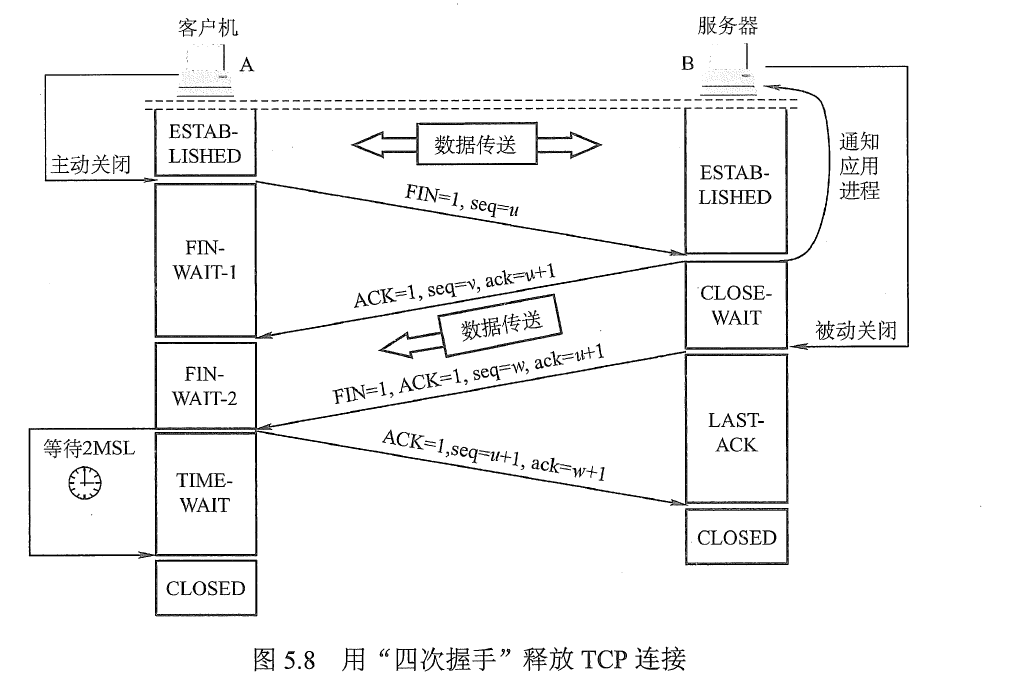 客户机
服务器
A
B
ESTAB-
LISHED
数据传送
主动关闭
ESTAB-
LISHED
通知
应用
进程
FIN=1, seq=u
FIN-
WAIT-1
ACK=1, seq=v, ack=u+1
CLOSE-
WAIT
数据传送
被动关闭
FIN-
WAIT-2
FIN=1, ACK=1, seq=w, ack=u+1
等待2MSL
ACK=1,seq=u+1, ack=w+1
LAST-
ACK
TIME-
WAIT
CLOSED
CLOSED
图 5.8 用“四次握手”释放 TCP 连接